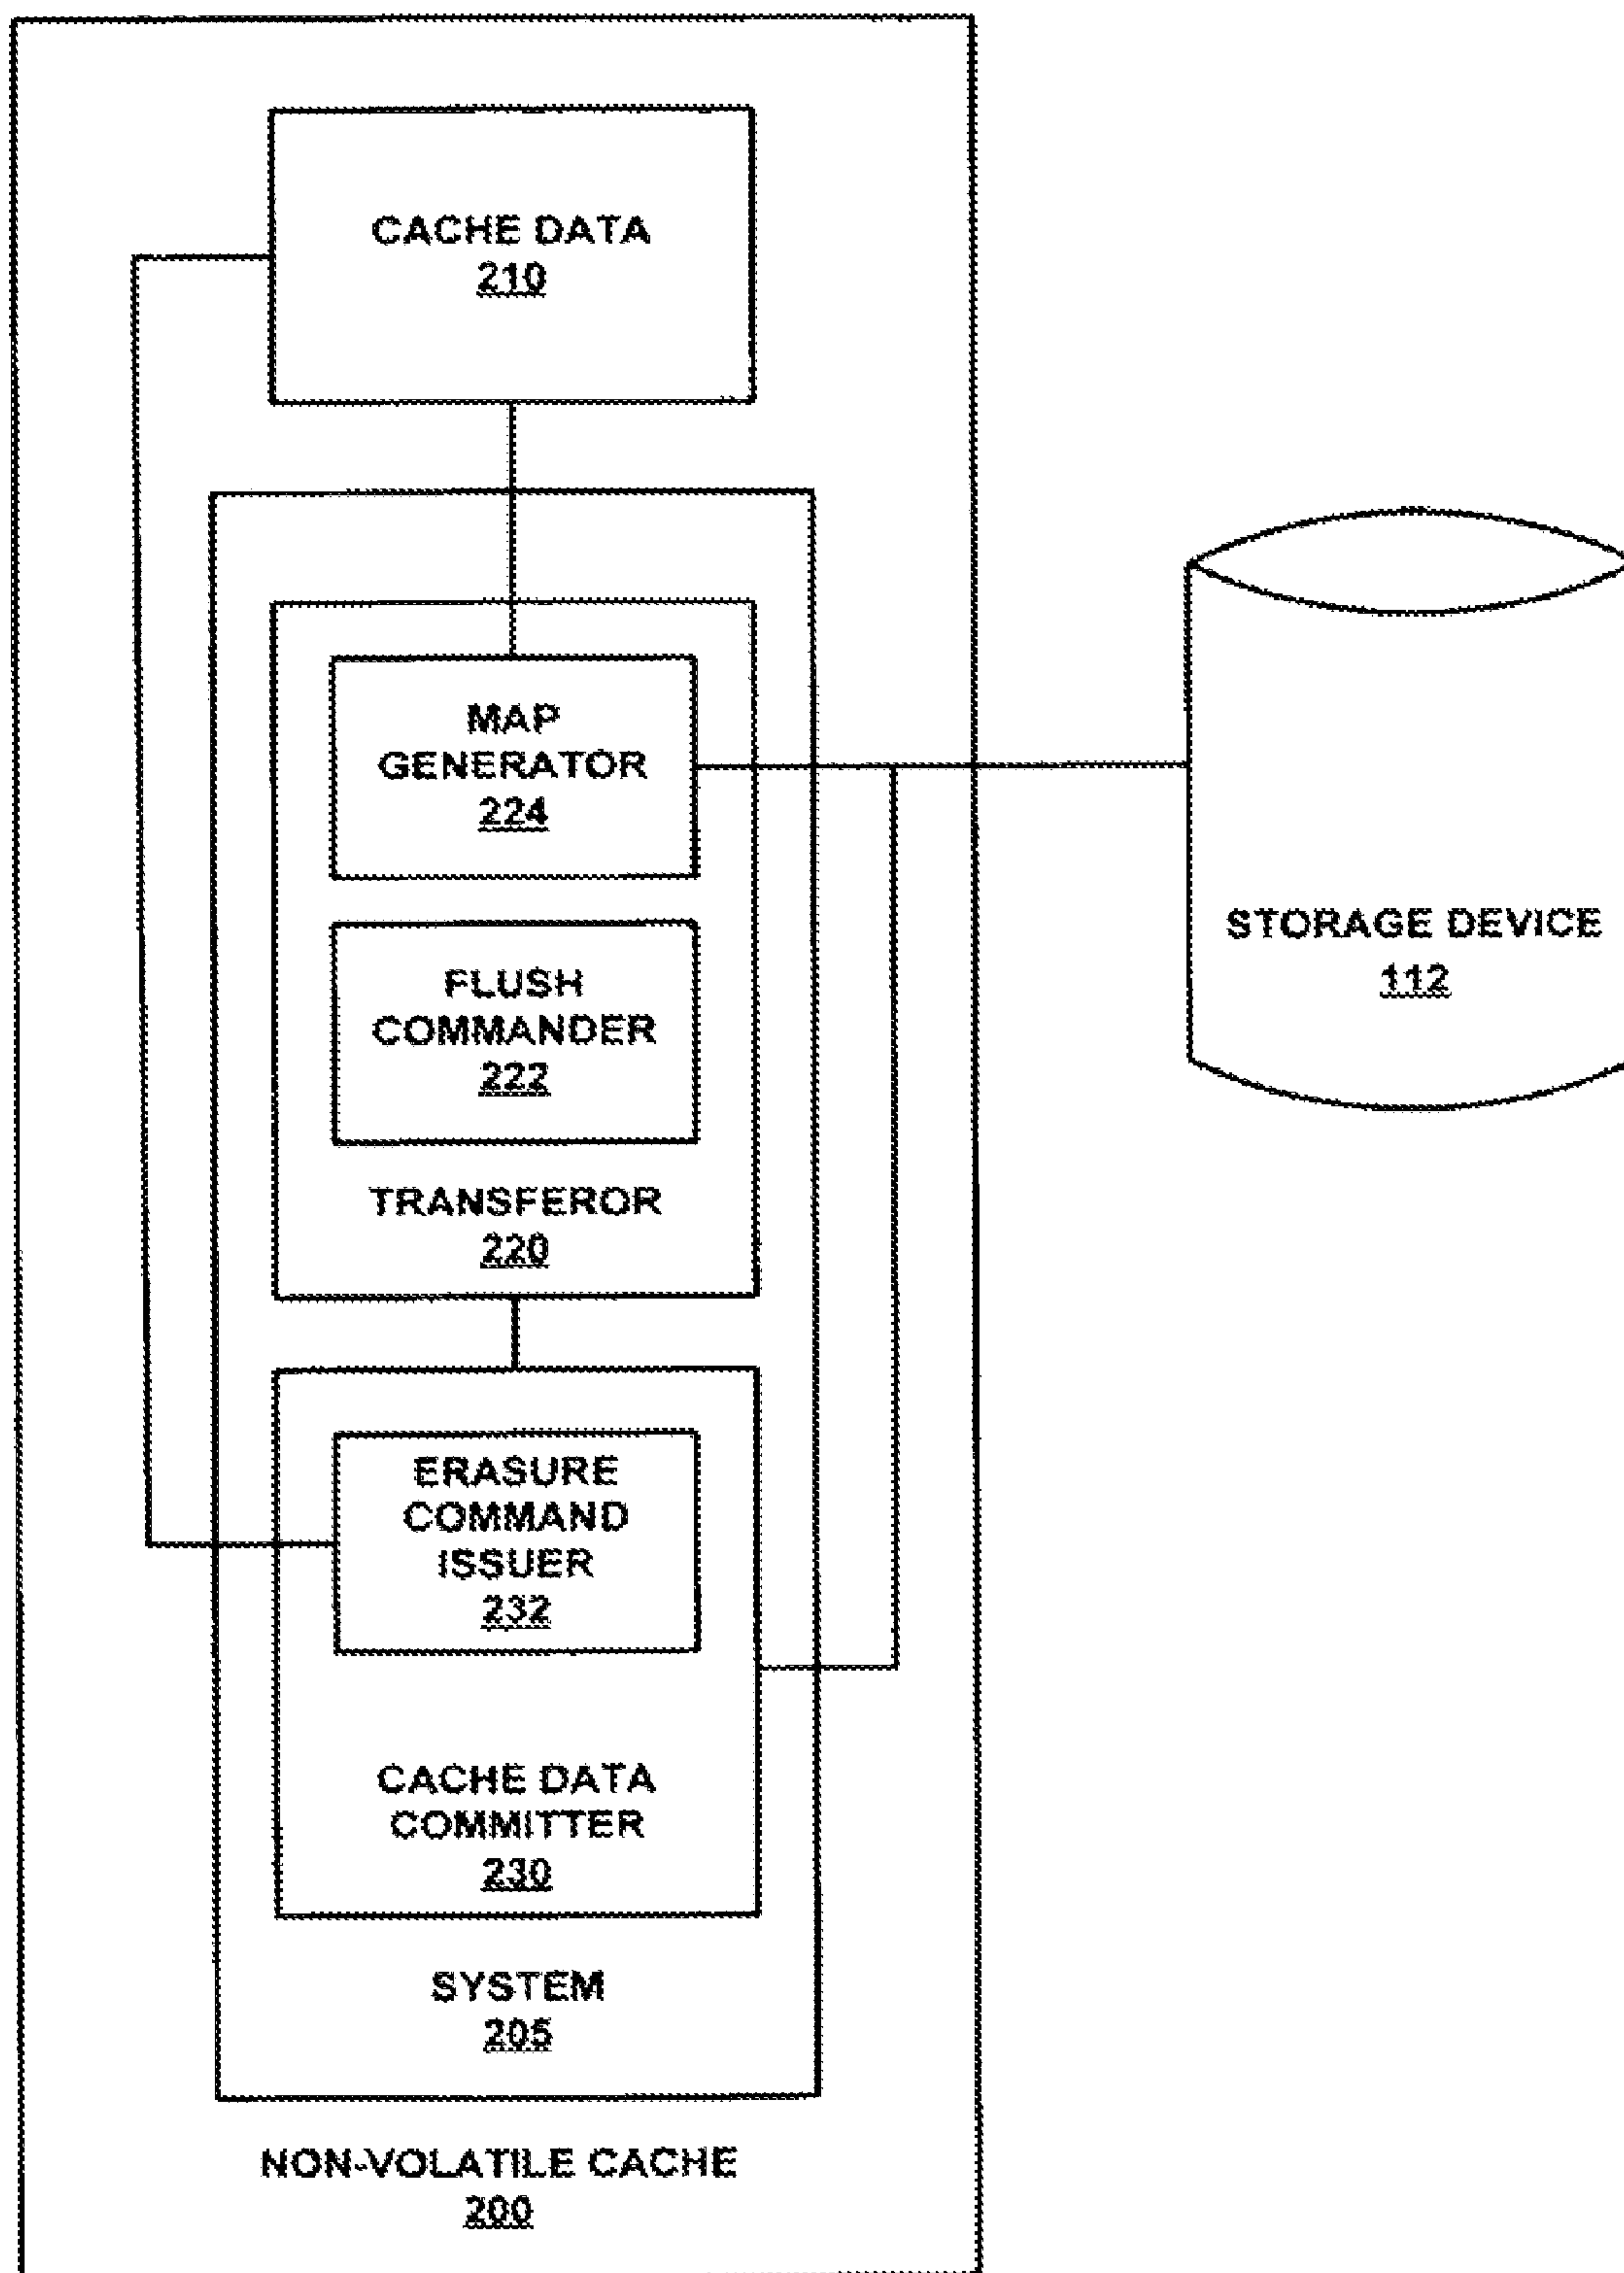 CACHE DATA
210
MAP
GENERATOR
224
FLUSH
COMMANDER
222
TRANSFEROR
220
ERASURE
COMMAND
ISSUER
232
CACHE DATA
COMMITTER
230
SYSTEM
205
NON-VOLATILE CACHE
200
STORAGE DEVICE
112